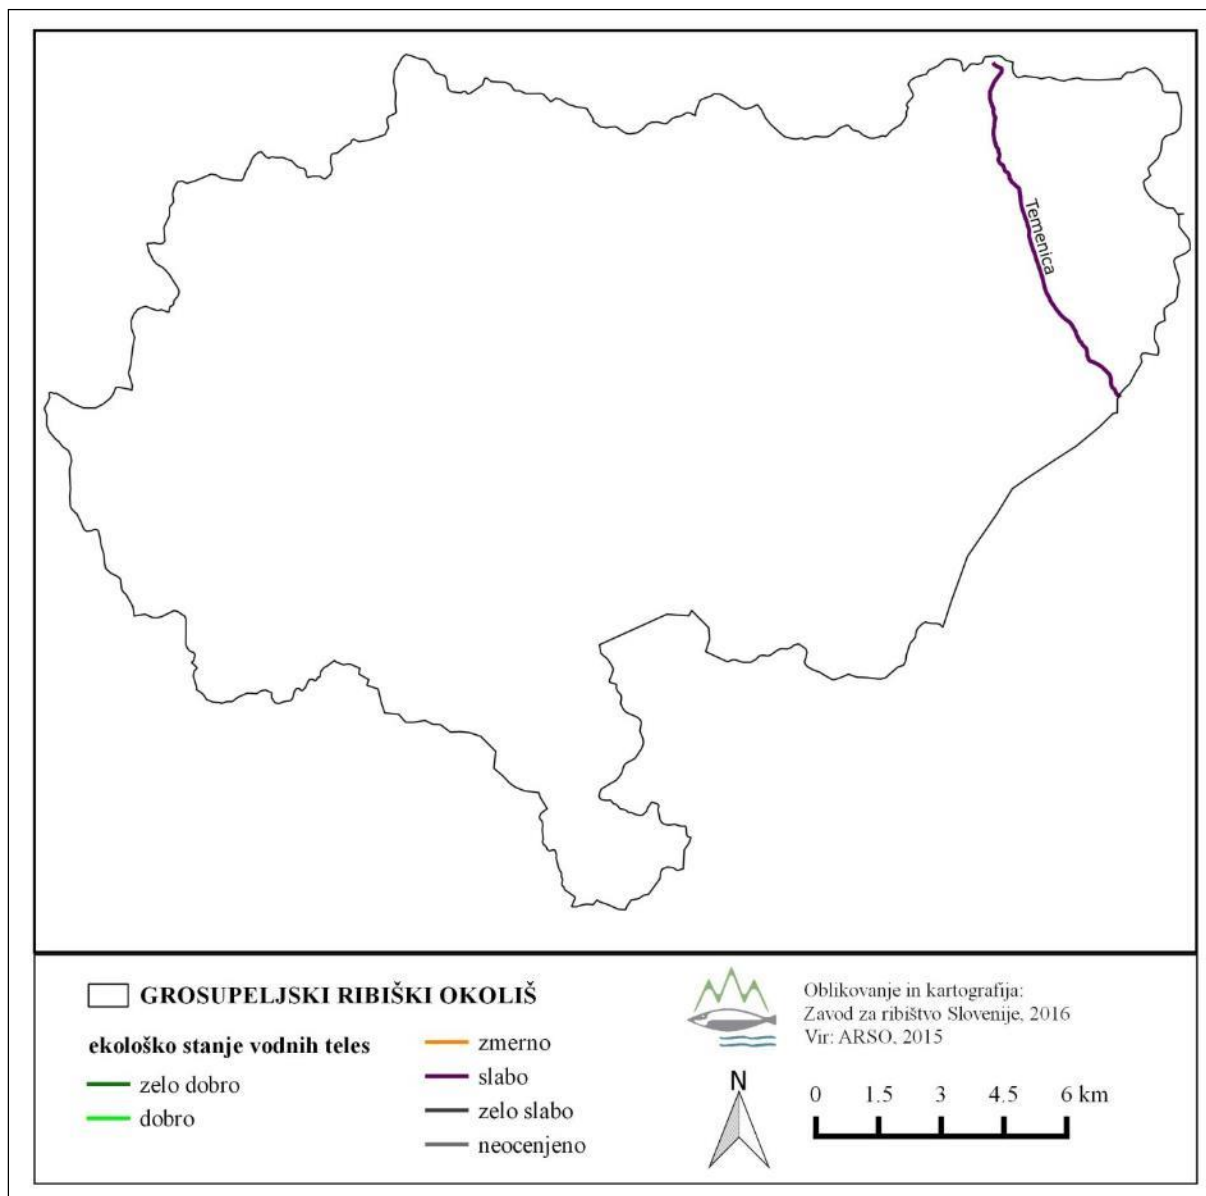 Temenica
GROSUPELJSKI RIBIŠKI OKOLIŠ
ekološko stanje vodnih teles
zelo dobro
dobro
zmerno
slabo
zelo slabo
neocenjeno
Oblikovanje in kartografija:
Zavod za ribištvo Slovenije, 2016
Vir: ARSO, 2015
N
0 1.5 3 4.5 6 km